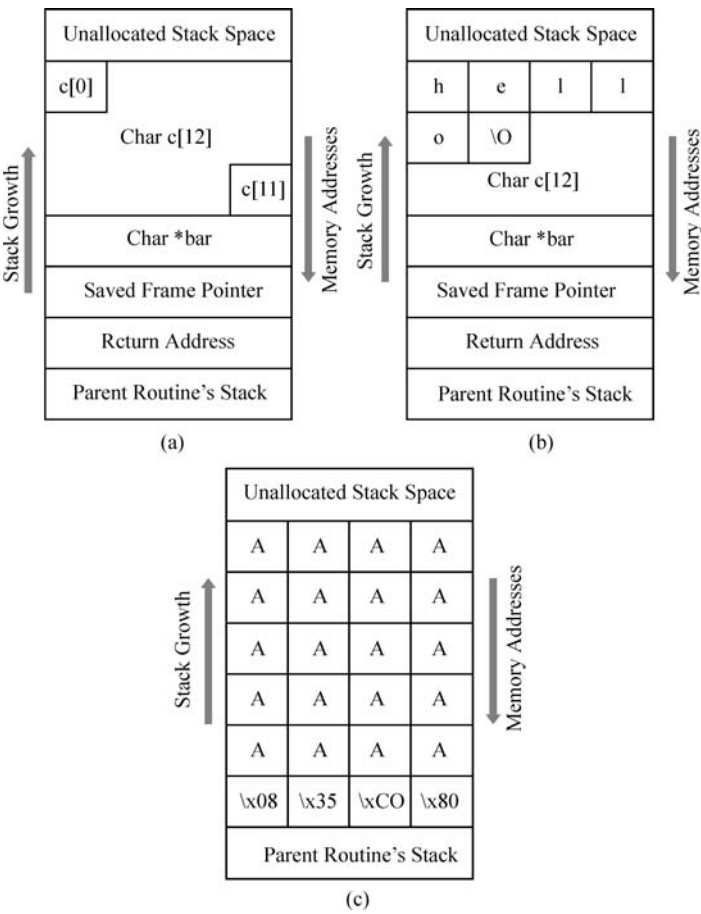 Unallocated Stack Space
c[0]
Char c[12]
c[11]
Char *bar
Saved Frame Pointer
Rcturn Address
Parent Routine's Stack
Stack Growth
Memory Addresses
(a)
Unallocated Stack Space
h e l l
o \O
Char c[12]
Char *bar
Saved Frame Pointer
Return Address
Parent Routine's Stack
Stack Growth
Memory Addresses
(b)
Unallocated Stack Space
A A A A
A A A A
A A A A
A A A A
A A A A
\x08 \x35 \xCO \x80
Parent Routine's Stack
Stack Growth
Memory Addresses
(c)